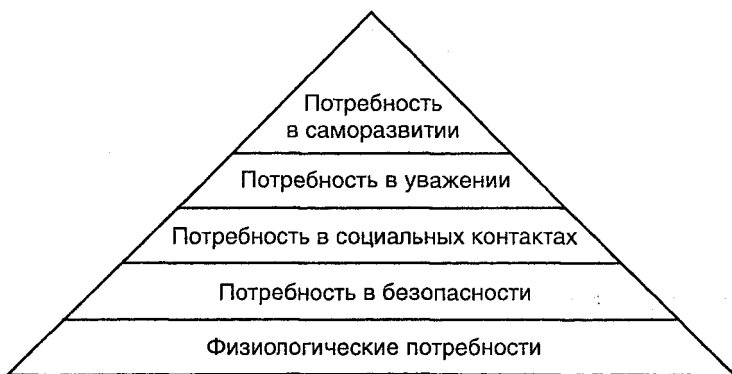 Потребность
в саморазвитии
Потребность в уважении
Потребность в социальных контактах
Потребность в безопасности
Физиологические потребности